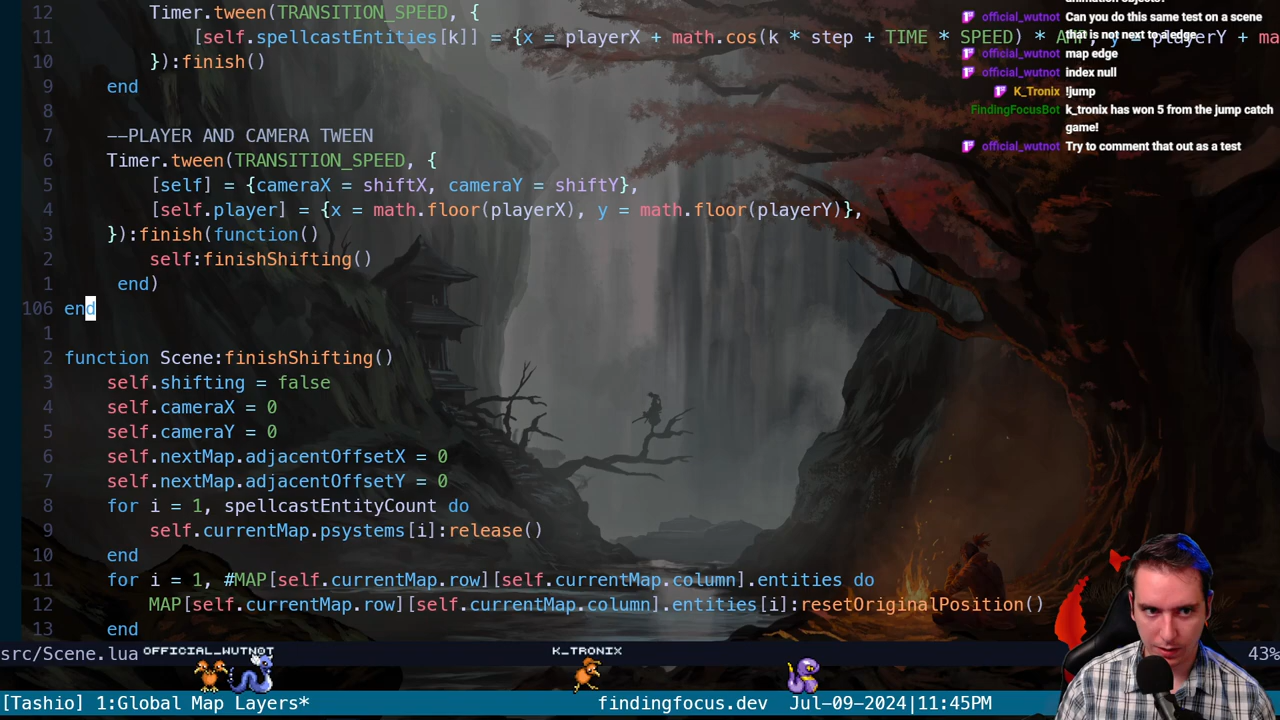 12 Timer.tween(TRANSITION_SPEED, {
11 [self.spellcastEntities[k]] = {x = playerX + math.cos(k * step + TIME * SPEED) * AMP, y = playerY + ma
10 }):finish()
9 end
8
7 --PLAYER AND CAMERA TWEEN
6 Timer.tween(TRANSITION_SPEED, {
5 [self] = {cameraX = shiftX, cameraY = shiftY},
4 [self.player] = {x = math.floor(playerX), y = math.floor(playerY)},
3 }):finish(function()
2 self:finishShifting()
1 end)
106 end
1
2 function Scene:finishShifting()
3 self.shifting = false
4 self.cameraX = 0
5 self.cameraY = 0
6 self.nextMap.adjacentOffsetX = 0
7 self.nextMap.adjacentOffsetY = 0
8 for i = 1, spellcastEntityCount do
9 self.currentMap.psystems[i]:release()
10 end
11 for i = 1, #MAP[self.currentMap.row][self.currentMap.column].entities do
12 MAP[self.currentMap.row][self.currentMap.column].entities[i]:resetOriginalPosition()
13 end
official_wutnot Can you do this same test on a scene
that is not next to a edge
official_wutnot map edge
official_wutnot index null
K_Tronix !jump
FindingFocusBot k_tronix has won 5 from the jump catch
game!
official_wutnot Try to comment that out as a test
src/Scene.lua
43%
OFFICIAL_WUTNOT
K_TRONIX
[Tashio] 1:Global Map Layers*
findingfocus.dev Jul-09-2024|11:45PM